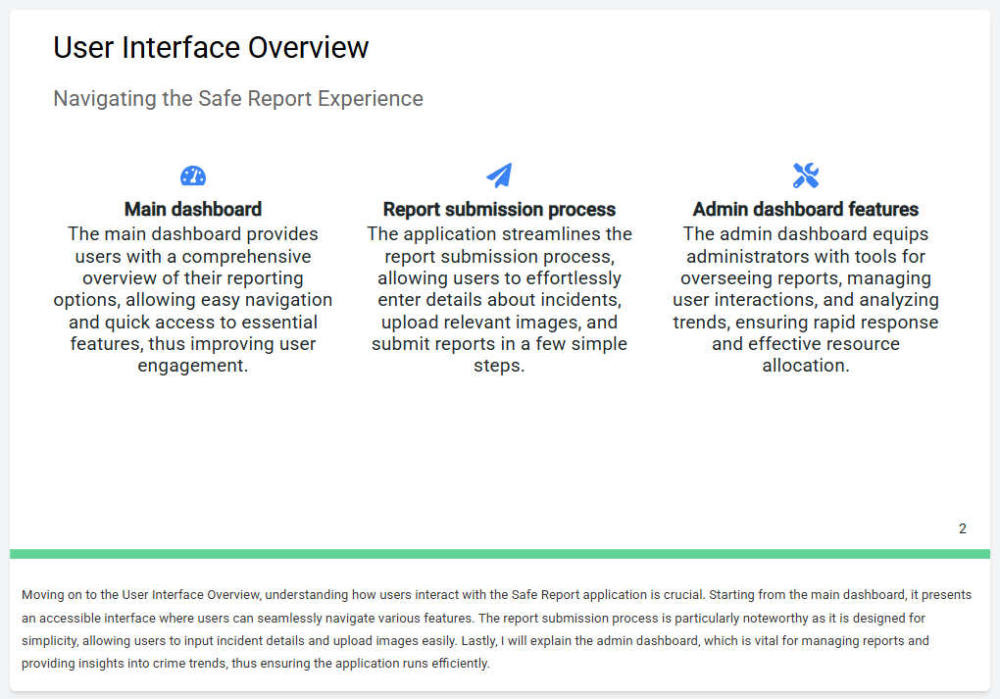 User Interface Overview
Navigating the Safe Report Experience
Main dashboard
The main dashboard provides
users with a comprehensive
overview of their reporting
options, allowing easy navigation
and quick access to essential
features, thus improving user
engagement.
Report submission process
The application streamlines the
report submission process,
allowing users to effortlessly
enter details about incidents,
upload relevant images, and
submit reports in a few simple
steps.
Admin dashboard features
The admin dashboard equips
administrators with tools for
overseeing reports, managing
user interactions, and analyzing
trends, ensuring rapid response
and effective resource
allocation.
2
Moving on to the User Interface Overview, understanding how users interact with the Safe Report application is crucial. Starting from the main dashboard, it presents
an accessible interface where users can seamlessly navigate various features. The report submission process is particularly noteworthy as it is designed for
simplicity, allowing users to input incident details and upload images easily. Lastly, I will explain the admin dashboard, which is vital for managing reports and
providing insights into crime trends, thus ensuring the application runs efficiently.